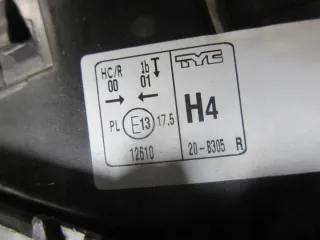 HC/R 1b
00 01
PL E13 17.5
12610
TYC
H4
20-B305 R